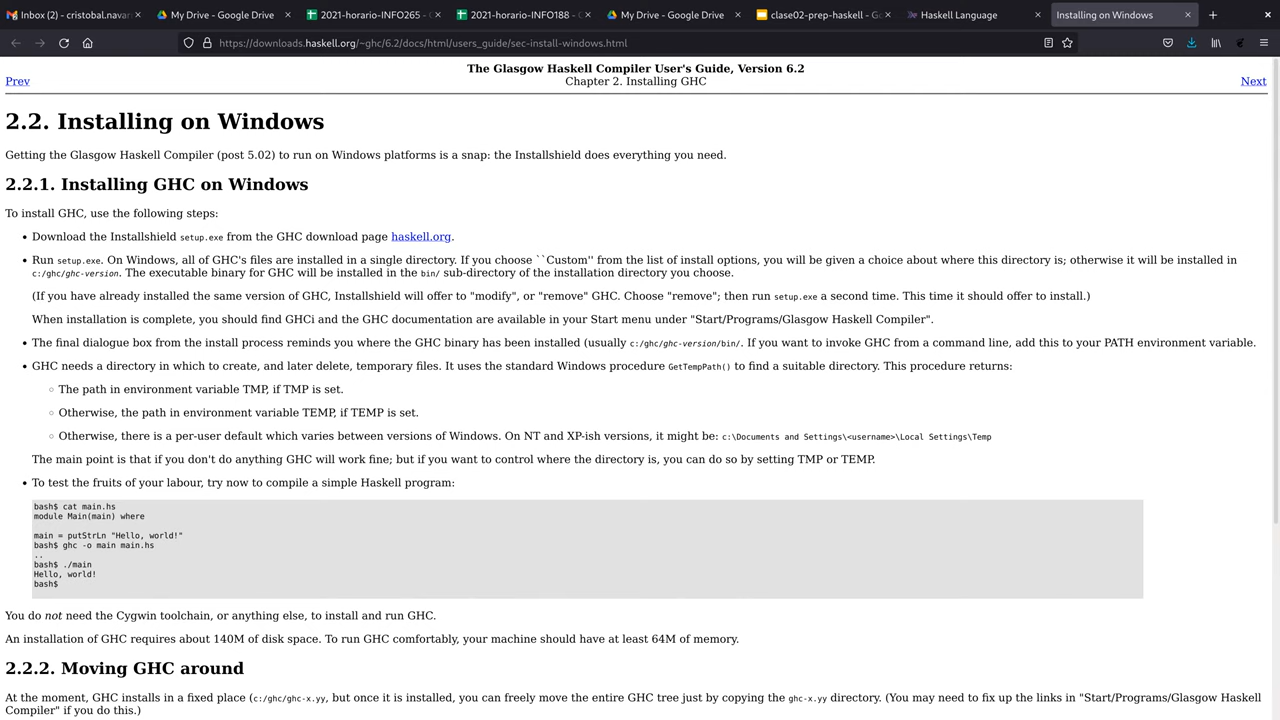 Inbox (2) - cristobal.navar
My Drive - Google Drive
2021-horario-INFO265 - Goo
2021-horario-INFO188 - Goo
My Drive - Google Drive
clase02-prep-haskell - Goo
Haskell Language
Installing on Windows
https://downloads.haskell.org/~ghc/6.2/docs/html/users_guide/sec-install-windows.html
The Glasgow Haskell Compiler User's Guide, Version 6.2
Prev
Chapter 2. Installing GHC
Next
2.2. Installing on Windows
Getting the Glasgow Haskell Compiler (post 5.02) to run on Windows platforms is a snap: the Installshield does everything you need.
2.2.1. Installing GHC on Windows
To install GHC, use the following steps:
• Download the Installshield setup.exe from the GHC download page haskell.org.
• Run setup.exe. On Windows, all of GHC's files are installed in a single directory. If you choose ``Custom'' from the list of install options, you will be given a choice about where this directory is; otherwise it will be installed in
c:/ghc/ghc-version. The executable binary for GHC will be installed in the bin/ sub-directory of the installation directory you choose.
(If you have already installed the same version of GHC, Installshield will offer to "modify", or "remove" GHC. Choose "remove"; then run setup.exe a second time. This time it should offer to install.)
When installation is complete, you should find GHCi and the GHC documentation are available in your Start menu under "Start/Programs/Glasgow Haskell Compiler".
• The final dialogue box from the install process reminds you where the GHC binary has been installed (usually c:/ghc/ghc-version/bin/. If you want to invoke GHC from a command line, add this to your PATH environment variable.
• GHC needs a directory in which to create, and later delete, temporary files. It uses the standard Windows procedure GetTempPath() to find a suitable directory. This procedure returns:
◦ The path in environment variable TMP, if TMP is set.
◦ Otherwise, the path in environment variable TEMP, if TEMP is set.
◦ Otherwise, there is a per-user default which varies between versions of Windows. On NT and XP-ish versions, it might be: c:\Documents and Settings\<username>\Local Settings\Temp
The main point is that if you don't do anything GHC will work fine; but if you want to control where the directory is, you can do so by setting TMP or TEMP.
• To test the fruits of your labour, try now to compile a simple Haskell program:
bash$ cat main.hs
module Main(main) where
main = putStrLn "Hello, world!"
bash$ ghc -o main main.hs
..
bash$ ./main
Hello, world!
bash$
You do not need the Cygwin toolchain, or anything else, to install and run GHC.
An installation of GHC requires about 140M of disk space. To run GHC comfortably, your machine should have at least 64M of memory.
2.2.2. Moving GHC around
At the moment, GHC installs in a fixed place (c:/ghc/ghc-x.yy, but once it is installed, you can freely move the entire GHC tree just by copying the ghc-x.yy directory. (You may need to fix up the links in "Start/Programs/Glasgow Haskell
Compiler" if you do this.)